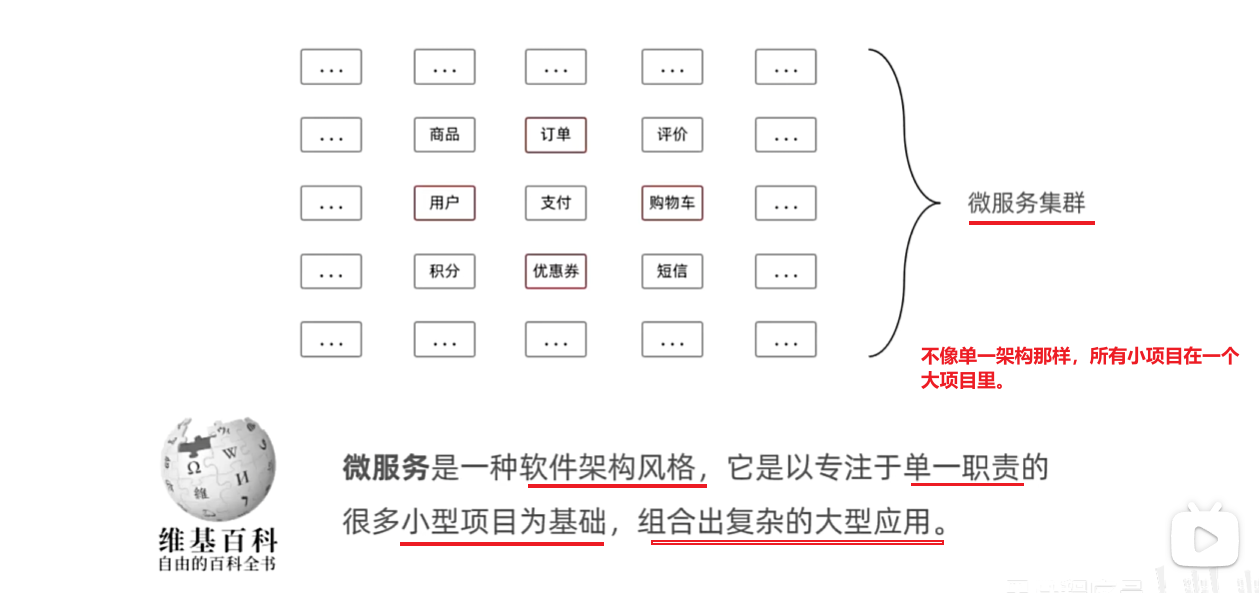 ... ... ... ... ...
... 商品 订单 评价 ...
... 用户 支付 购物车 ...
... 积分 优惠券 短信 ...
... ... ... ... ...
微服务集群
不像单一架构那样，所有小项目在一个
大项目里。
微服务是一种软件架构风格，它是以专注于单一职责的
很多小型项目为基础，组合出复杂的大型应用。
Ω W И 维
维基百科
自由的百科全书